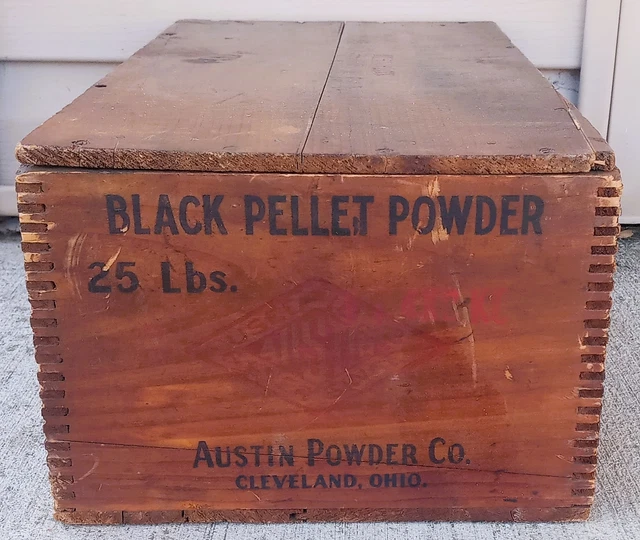 BLACK PELLET POWDER
25 Lbs.
AUSTIN POWDER CO.
CLEVELAND, OHIO.